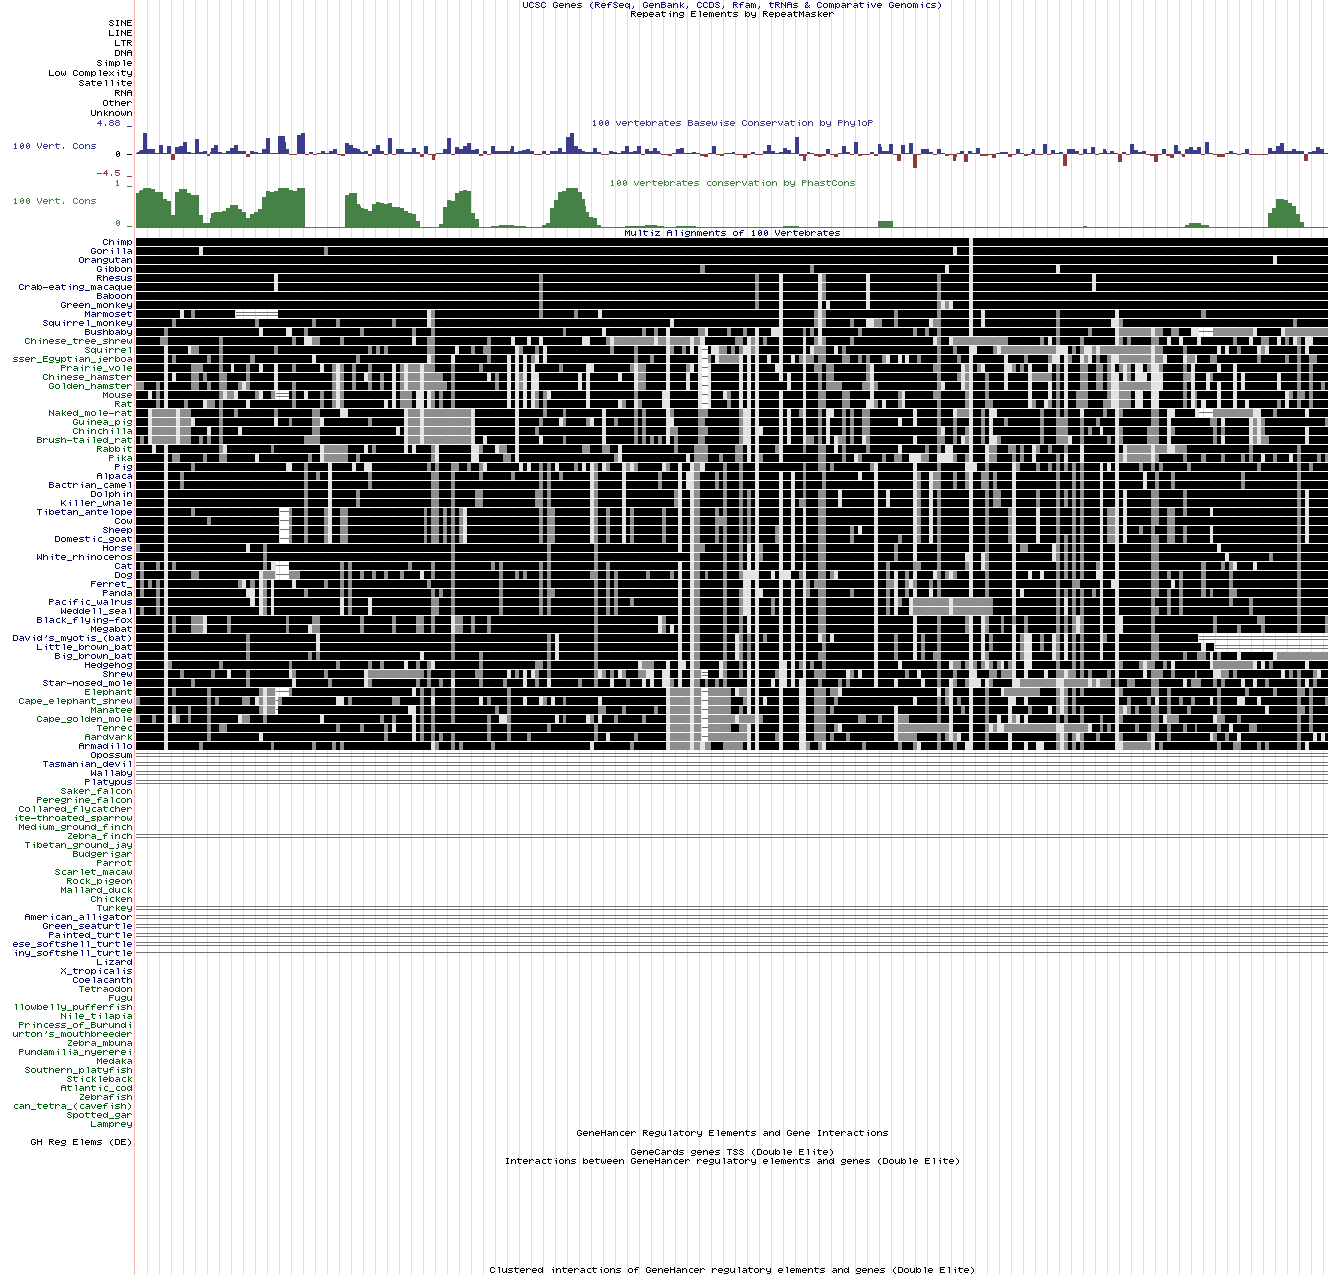 UCSC Genes (RefSeq, GenBank, CCDS, Rfam, tRNAs & Comparative Genomics)
Repeating Elements by RepeatMasker
SINE
LINE
LTR
DNA
Simple
Low Complexity
Satellite
RNA
Other
Unknown
4.88 _
100 vertebrates Basewise Conservation by PhyloP
100 Vert. Cons
0 -
-4.5 _
1 _
100 vertebrates conservation by PhastCons
100 Vert. Cons
0 _
Multiz Alignments of 100 Vertebrates
Chimp
Gorilla
Orangutan
Gibbon
Rhesus
Crab-eating_macaque
Baboon
Green_monkey
Marmoset
Squirrel_monkey
Bushbaby
Chinese_tree_shrew
Squirrel
sser_Egyptian_jerboa
Prairie_vole
Chinese_hamster
Golden_hamster
Mouse
Rat
Naked_mole-rat
Guinea_pig
Chinchilla
Brush-tailed_rat
Rabbit
Pika
Pig
Alpaca
Bactrian_camel
Dolphin
Killer_whale
Tibetan_antelope
Cow
Sheep
Domestic_goat
Horse
White_rhinoceros
Cat
Dog
Ferret_
Panda
Pacific_walrus
Weddell_seal
Black_flying-fox
Megabat
David's_myotis_(bat)
Little_brown_bat
Big_brown_bat
Hedgehog
Shrew
Star-nosed_mole
Elephant
Cape_elephant_shrew
Manatee
Cape_golden_mole
Tenrec
Aardvark
Armadillo
Opossum
Tasmanian_devil
Wallaby
Platypus
Saker_falcon
Peregrine_falcon
Collared_flycatcher
ite-throated_sparrow
Medium_ground_finch
Zebra_finch
Tibetan_ground_jay
Budgerigar
Parrot
Scarlet_macaw
Rock_pigeon
Mallard_duck
Chicken
Turkey
American_alligator
Green_seaturtle
Painted_turtle
ese_softshell_turtle
iny_softshell_turtle
Lizard
X_tropicalis
Coelacanth
Tetraodon
Fugu
llowbelly_pufferfish
Nile_tilapia
Princess_of_Burundi
urton's_mouthbreeder
Zebra_mbuna
Pundamilia_nyererei
Medaka
Southern_platyfish
Stickleback
Atlantic_cod
Zebrafish
can_tetra_(cavefish)
Spotted_gar
Lamprey
GeneHancer Regulatory Elements and Gene Interactions
GH Reg Elems (DE)
GeneCards genes TSS (Double Elite)
Interactions between GeneHancer regulatory elements and genes (Double Elite)
Clustered interactions of GeneHancer regulatory elements and genes (Double Elite)